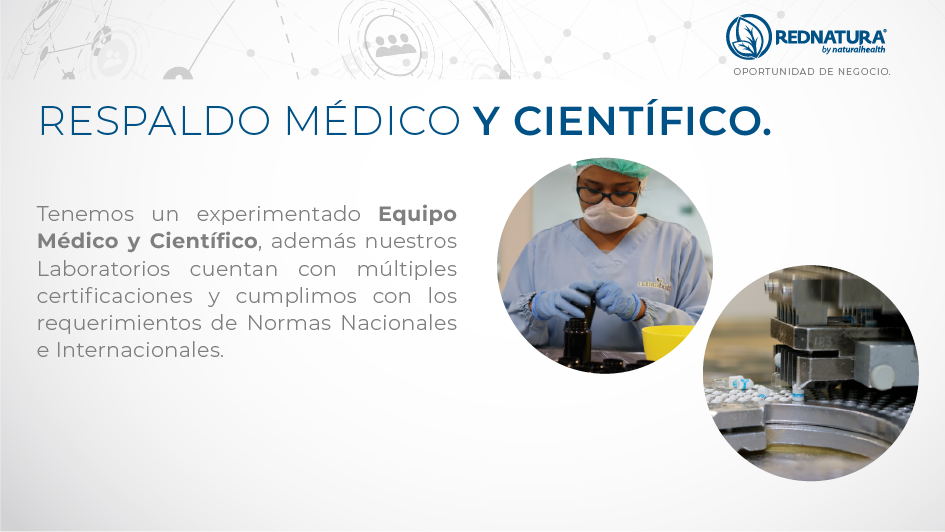 REDNATURA®
by naturalhealth
OPORTUNIDAD DE NEGOCIO.
RESPALDO MÉDICO Y CIENTÍFICO.
Tenemos un experimentado Equipo
Médico y Científico, además nuestros
Laboratorios cuentan con múltiples
certificaciones y cumplimos con los
requerimientos de Normas Nacionales
e Internacionales.